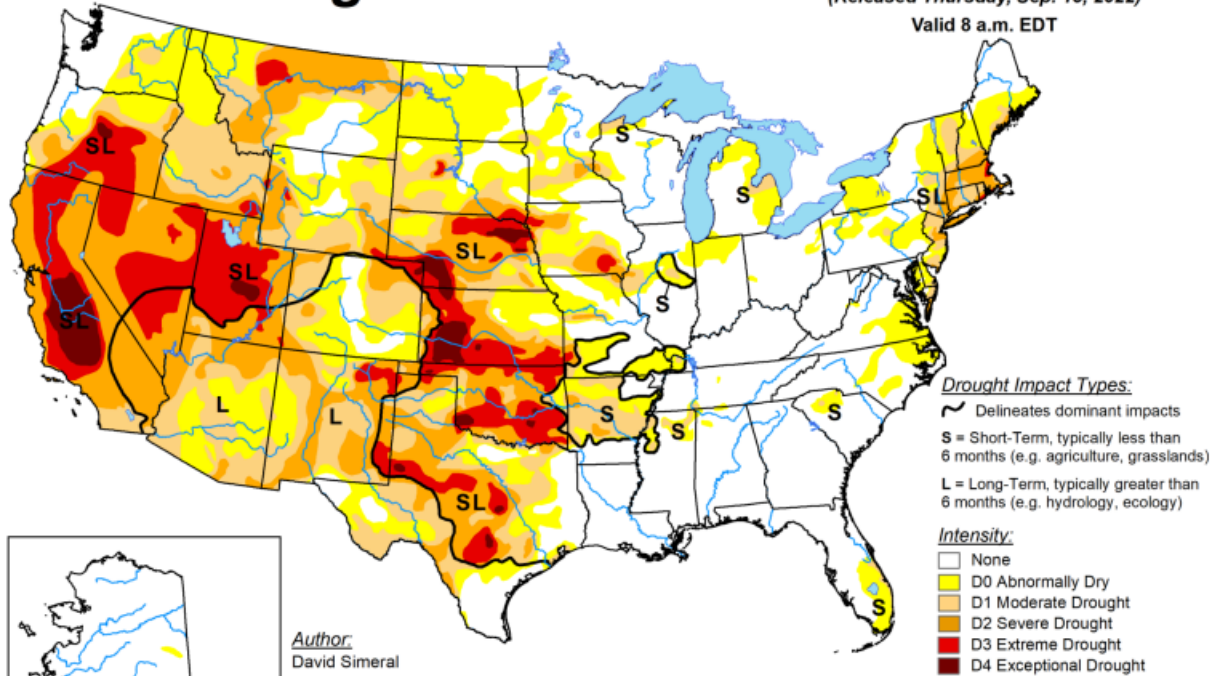 Valid 8 a.m. EDT
SL
S
S
SL
SL
SL
SL
S
SL
L
L
S
S
S
SL
S
Drought Impact Types:
Delineates dominant impacts
S = Short-Term, typically less than
6 months (e.g. agriculture, grasslands)
L = Long-Term, typically greater than
6 months (e.g. hydrology, ecology)
Intensity:
None
D0 Abnormally Dry
D1 Moderate Drought
D2 Severe Drought
D3 Extreme Drought
D4 Exceptional Drought
Author:
David Simeral